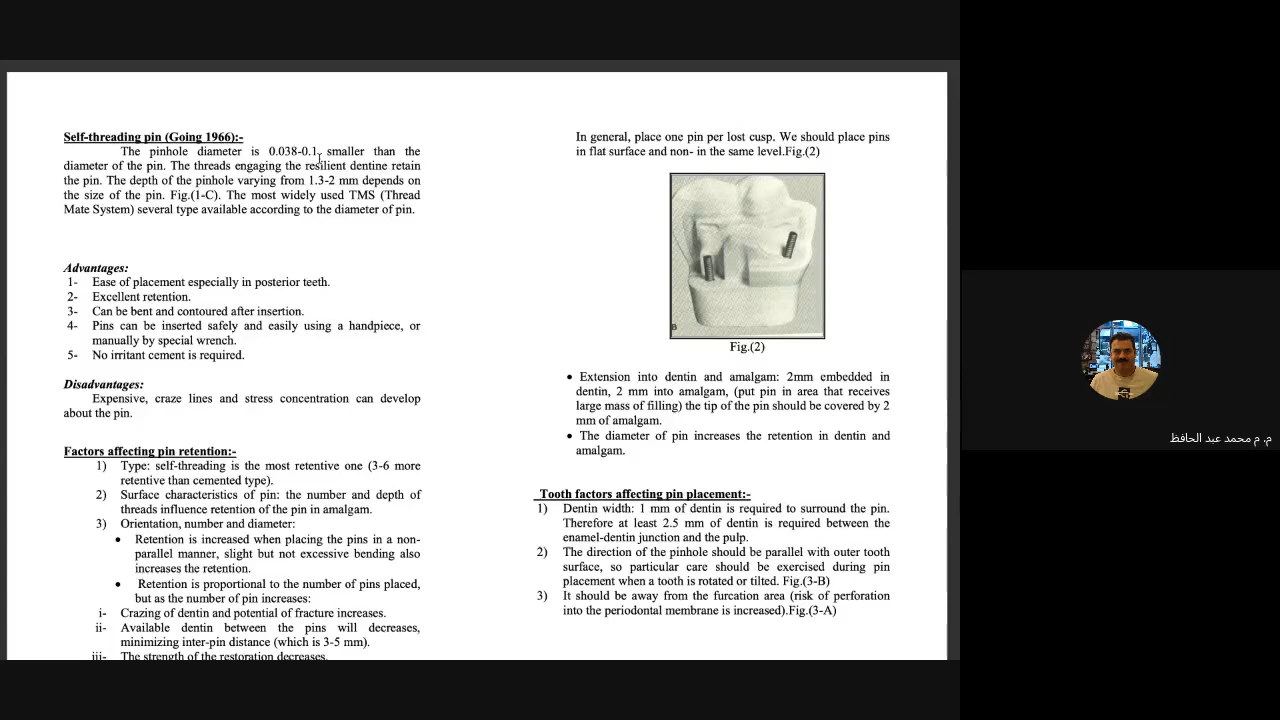 Self-threading pin (Going 1966):-
The pinhole diameter is 0.038-0.1, smaller than the
diameter of the pin. The threads engaging the resilient dentine retain
the pin. The depth of the pinhole varying from 1.3-2 mm depends on
the size of the pin. Fig.(1-C). The most widely used TMS (Thread
Mate System) several type available according to the diameter of pin.
Advantages:
1- Ease of placement especially in posterior teeth.
2- Excellent retention.
3- Can be bent and contoured after insertion.
4- Pins can be inserted safely and easily using a handpiece, or
manually by special wrench.
5- No irritant cement is required.
Disadvantages:
Expensive, craze lines and stress concentration can develop
about the pin.
Factors affecting pin retention:-
1) Type: self-threading is the most retentive one (3-6 more
retentive than cemented type).
2) Surface characteristics of pin: the number and depth of
threads influence retention of the pin in amalgam.
3) Orientation, number and diameter:
• Retention is increased when placing the pins in a non-
parallel manner, slight but not excessive bending also
increases the retention.
• Retention is proportional to the number of pins placed,
but as the number of pin increases:
i- Crazing of dentin and potential of fracture increases.
ii- Available dentin between the pins will decreases,
minimizing inter-pin distance (which is 3-5 mm).
iii- The strength of the restoration decreases.
In general, place one pin per lost cusp. We should place pins
in flat surface and non- in the same level.Fig.(2)
B
Fig.(2)
• Extension into dentin and amalgam: 2mm embedded in
dentin, 2 mm into amalgam, (put pin in area that receives
large mass of filling) the tip of the pin should be covered by 2
mm of amalgam.
• The diameter of pin increases the retention in dentin and
amalgam.
Tooth factors affecting pin placement:-
1) Dentin width: 1 mm of dentin is required to surround the pin.
Therefore at least 2.5 mm of dentin is required between the
enamel-dentin junction and the pulp.
2) The direction of the pinhole should be parallel with outer tooth
surface, so particular care should be exercised during pin
placement when a tooth is rotated or tilted. Fig.(3-B)
3) It should be away from the furcation area (risk of perforation
into the periodontal membrane is increased).Fig.(3-A)
م. م محمد عبد الحافظ